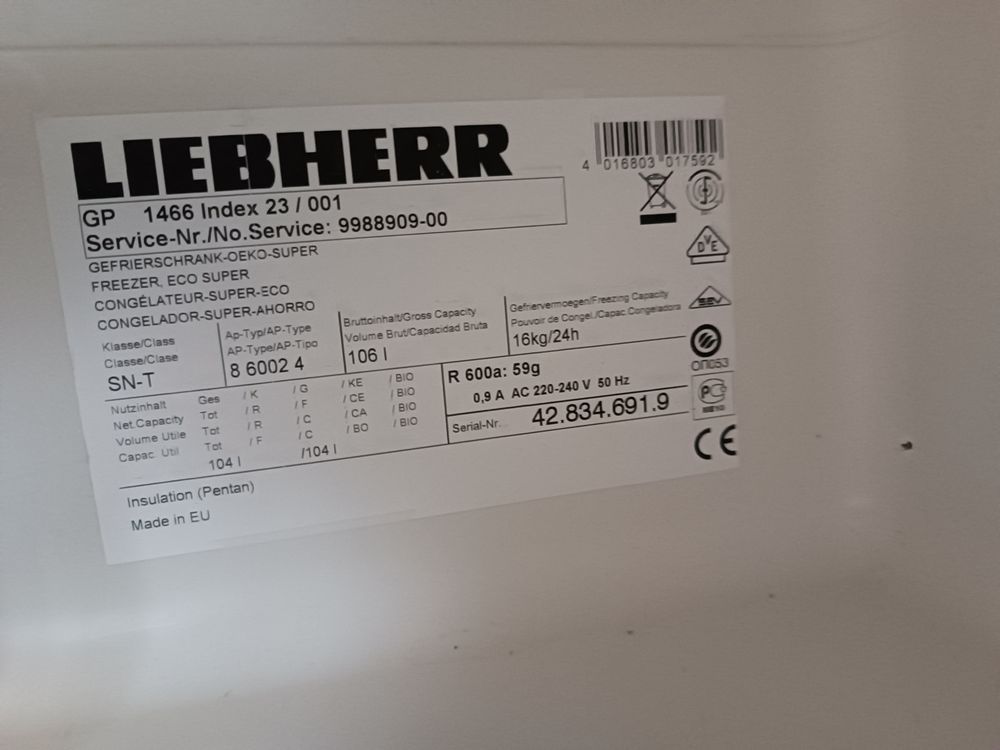 LIEBHERR
4 016803 017592
GP 1466 Index 23 / 001
Service-Nr./No.Service: 9988909-00
GEFRIERSCHRANK-OEKO-SUPER
FREEZER, ECO SUPER
CONGÉLATEUR-SUPER-ECO
CONGELADOR-SUPER-AHORRO
Klasse/Class
Classe/Clase
SN-T
Ap-Typ/AP-Type
AP-Type/AP-Tipo
8 6002 4
Bruttoinhalt/Gross Capacity
Volume Brut/Capacidad Bruta
106 l
Gefriervermoegen/Freezing Capacity
Pouvoir de Congel./Capac.Congeladora
16kg/24h
Nutzinhalt Ges / K / G / KE / BIO
Net.Capacity Tot / R / F / CE / BIO
Volume Utile Tot / R / C / CA / BIO
Capac. Util Tot / F / C / BO / BIO
104 l /104 l
R 600a: 59g
0,9 A AC 220-240 V 50 Hz
Serial-Nr. 42.834.691.9
Insulation (Pentan)
Made in EU
DVE
SEV
ОП053
CE